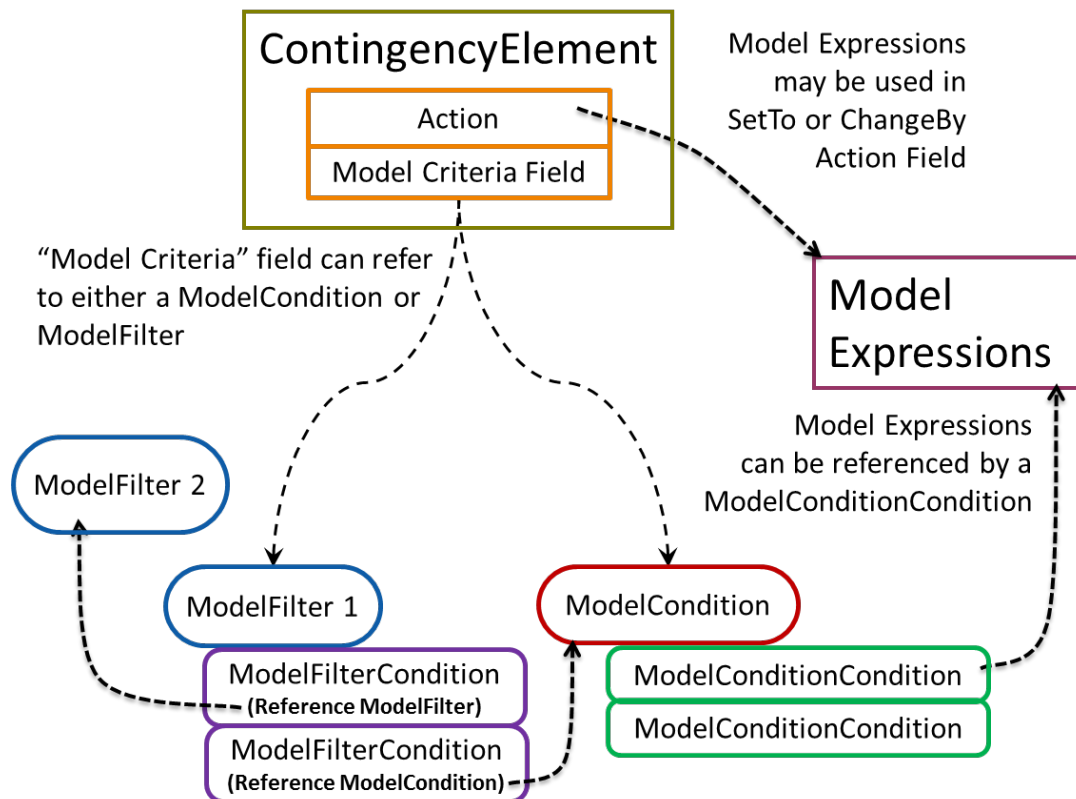 ContingencyElement
Action
Model Criteria Field
Model Expressions
may be used in
SetTo or ChangeBy
Action Field
“Model Criteria” field can refer
to either a ModelCondition or
ModelFilter
Model
Expressions
Model Expressions
can be referenced by a
ModelConditionCondition
ModelFilter 2
ModelFilter 1
ModelCondition
ModelFilterCondition
(Reference ModelFilter)
ModelFilterCondition
(Reference ModelCondition)
ModelConditionCondition
ModelConditionCondition